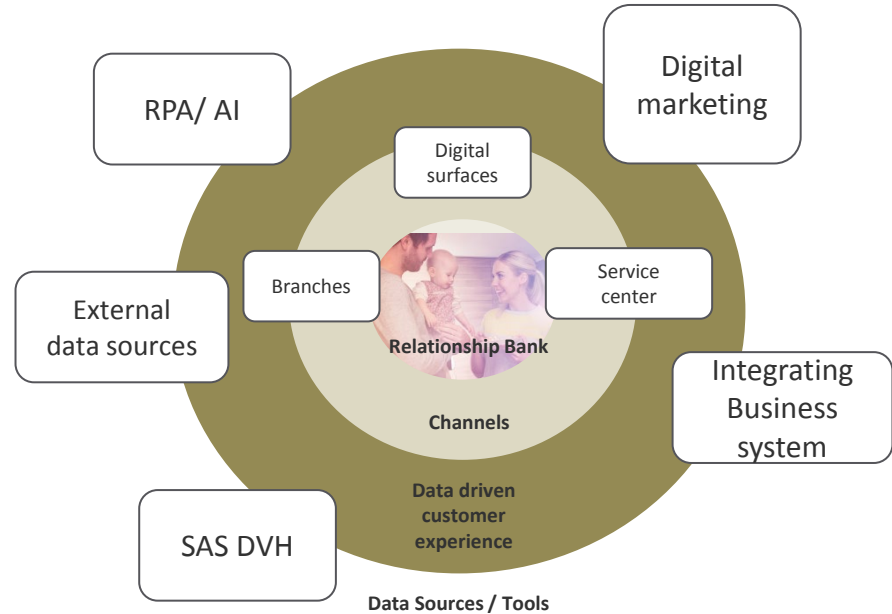 RPA/ AI
Digital
marketing
Digital
surfaces
Branches
Service
center
External
data sources
Relationship Bank
Integrating
Business
system
Channels
Data driven
customer
experience
SAS DVH
Data Sources / Tools